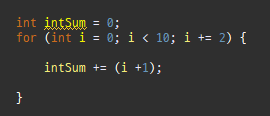 int intSum = 0;
for (int i = 0; i < 10; i += 2) {
intSum += (i +1);
}